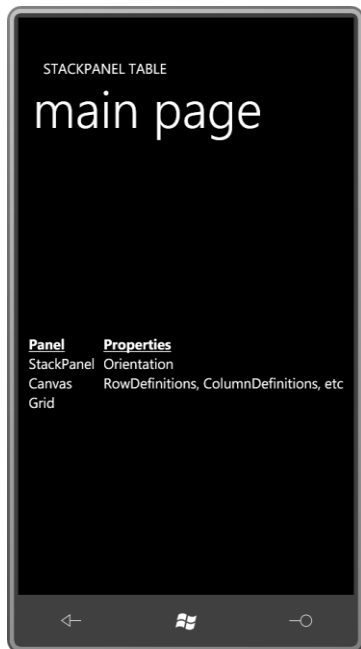 STACKPANEL TABLE
main page
Panel Properties
StackPanel Orientation
Canvas RowDefinitions, ColumnDefinitions, etc
Grid